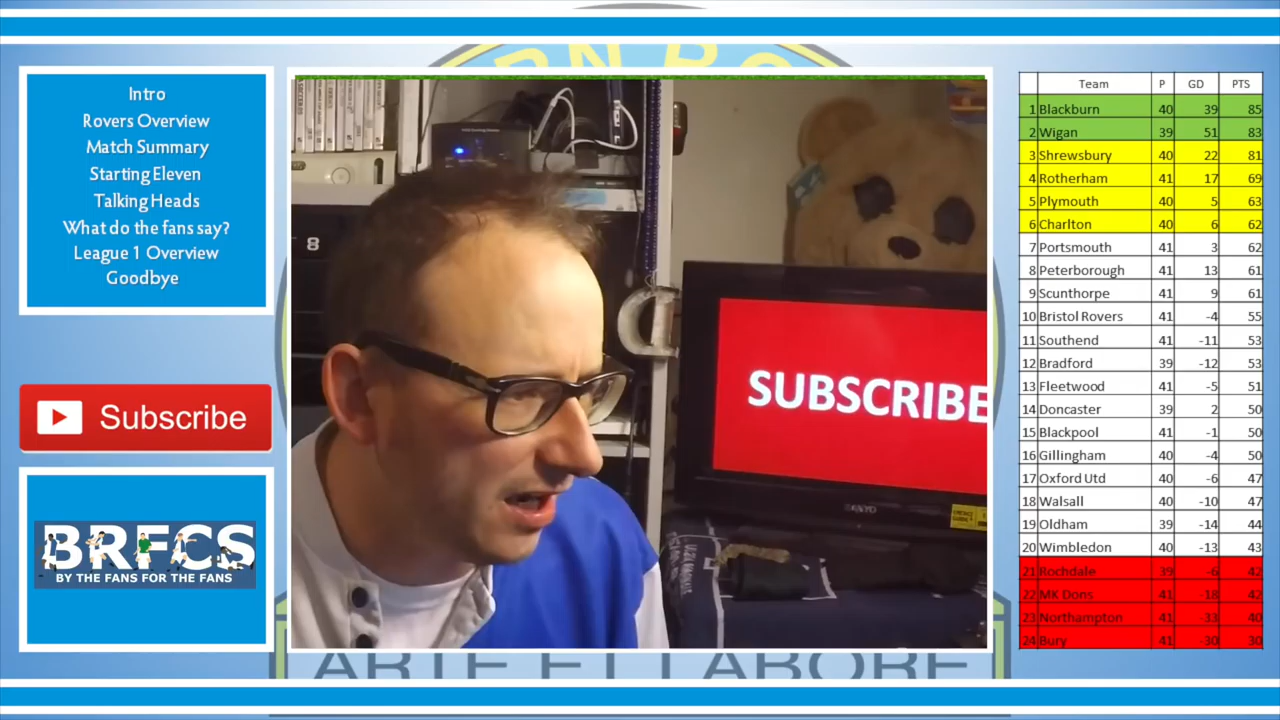 RN RO
Intro
Rovers Overview
Match Summary
Starting Eleven
Talking Heads
What do the fans say?
League 1 Overview
Goodbye
Subscribe
BRFCS
BY THE FANS FOR THE FANS
8
SUBSCRIBE
SANYO
ARTE ET LABORE
Team P GD PTS
1 Blackburn 40 39 85
2 Wigan 39 51 83
3 Shrewsbury 40 22 81
4 Rotherham 41 17 69
5 Plymouth 40 5 63
6 Charlton 40 6 62
7 Portsmouth 41 3 62
8 Peterborough 41 13 61
9 Scunthorpe 41 9 61
10 Bristol Rovers 41 -4 55
11 Southend 41 -11 53
12 Bradford 39 -12 53
13 Fleetwood 41 -5 51
14 Doncaster 39 2 50
15 Blackpool 41 -1 50
16 Gillingham 40 -4 50
17 Oxford Utd 40 -6 47
18 Walsall 40 -10 47
19 Oldham 39 -14 44
20 Wimbledon 40 -13 43
21 Rochdale 39 -6 42
22 MK Dons 41 -18 42
23 Northampton 41 -33 40
24 Bury 41 -30 30